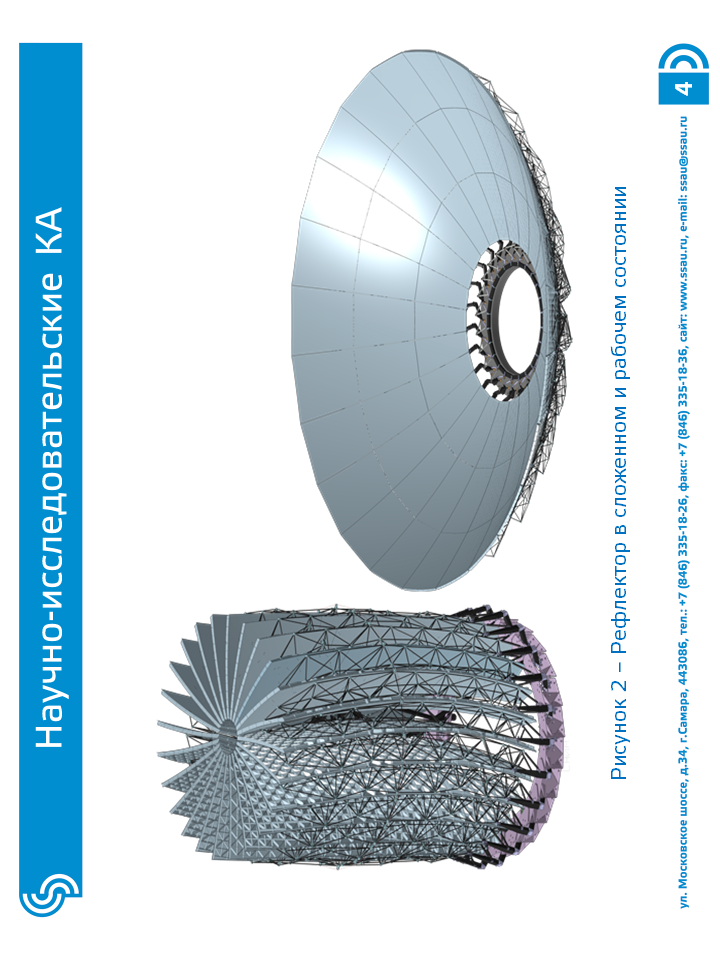 Научно-исследовательские КА
Рисунок 2 – Рефлектор в сложенном и рабочем состоянии
ул. Московское шоссе, д.34, г.Самара, 443086, тел.: +7 (846) 335-18-26, факс: +7 (846) 335-18-36, сайт: www.ssau.ru, e-mail: ssau@ssau.ru
4